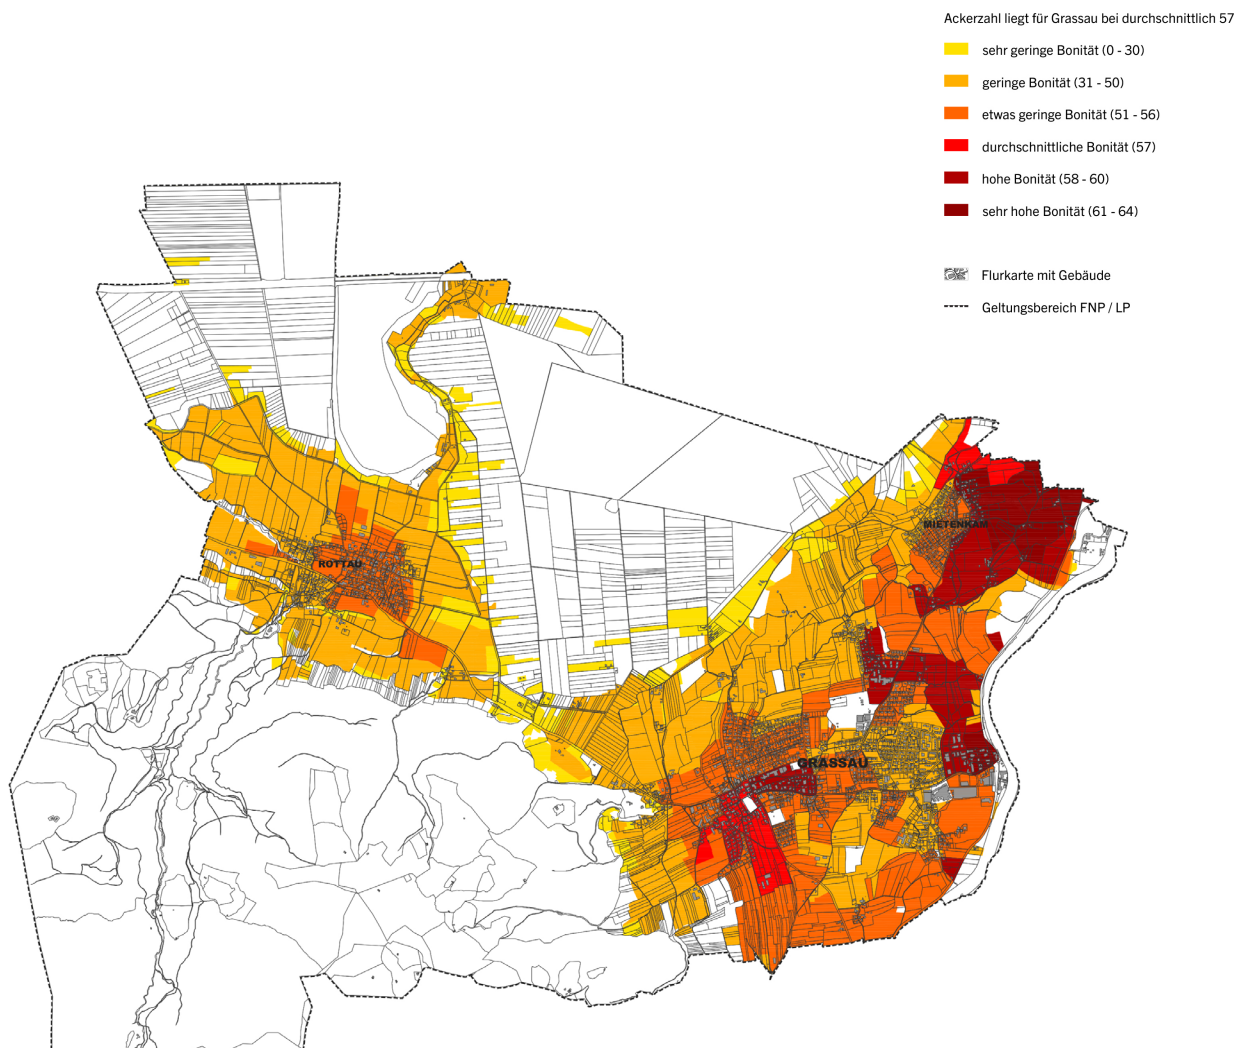 Ackerzahl liegt für Grassau bei durchschnittlich 57
sehr geringe Bonität (0 - 30)
geringe Bonität (31 - 50)
etwas geringe Bonität (51 - 56)
durchschnittliche Bonität (57)
hohe Bonität (58 - 60)
sehr hohe Bonität (61 - 64)
Flurkarte mit Gebäude
Geltungsbereich FNP / LP
MIETENKAM
ROTTAU
GRASSAU